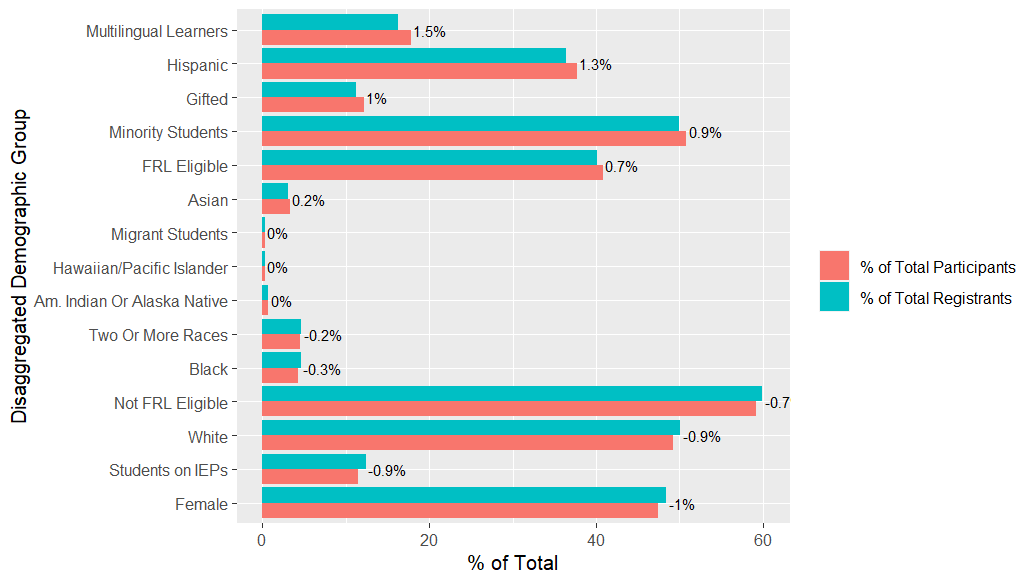 Disaggregated Demographic Group
Multilingual Learners
1.5%
Hispanic
1.3%
Gifted
1%
Minority Students
0.9%
FRL Eligible
0.7%
Asian
0.2%
Migrant Students
0%
Hawaiian/Pacific Islander
0%
Am. Indian Or Alaska Native
0%
Two Or More Races
-0.2%
Black
-0.3%
Not FRL Eligible
-0.7
White
-0.9%
Students on IEPs
-0.9%
Female
-1%
0 20 40 60
% of Total
% of Total Participants
% of Total Registrants